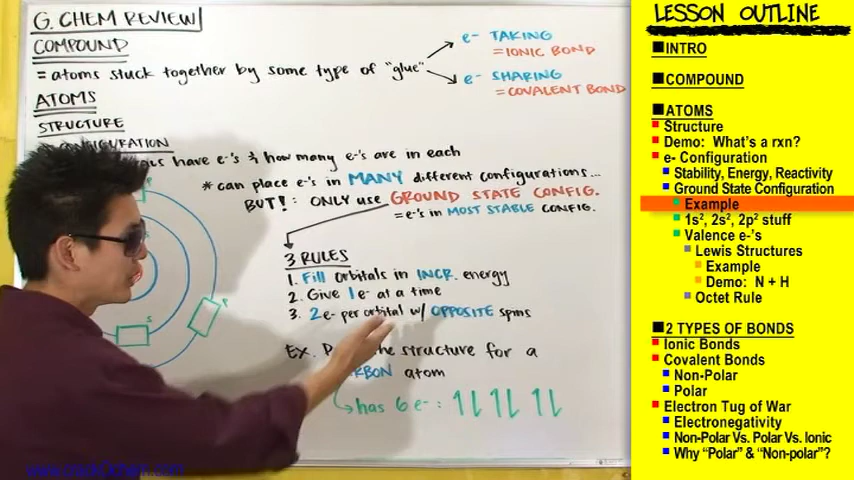 G. CHEM REVIEW
COMPOUND
= atoms stuck together by some type of "glue"
e- TAKING
= IONIC BOND
e- SHARING
= COVALENT BOND
ATOMS
STRUCTURE
CONFIGURATION
have e-'s & how many e-'s are in each
* can place e-'s in MANY different configurations...
BUT!: ONLY use GROUND STATE CONFIG.
= e-'s in MOST STABLE CONFIG.
3 RULES
1. Fill orbitals in INCR. energy
2. Give 1e- at a time
3. 2e- per orbital w/ OPPOSITE spins
EX. the structure for a
atom
has 6e-:
P
P
LESSON OUTLINE
INTRO
COMPOUND
ATOMS
Structure
Demo: What's a rxn?
e- Configuration
Stability, Energy, Reactivity
Ground State Configuration
Example
1s², 2s², 2p² stuff
Valence e-'s
Lewis Structures
Example
Demo: N + H
Octet Rule
2 TYPES OF BONDS
Ionic Bonds
Covalent Bonds
Non-Polar
Polar
Electron Tug of War
Electronegativity
Non-Polar Vs. Polar Vs. Ionic
Why "Polar" & "Non-polar"?